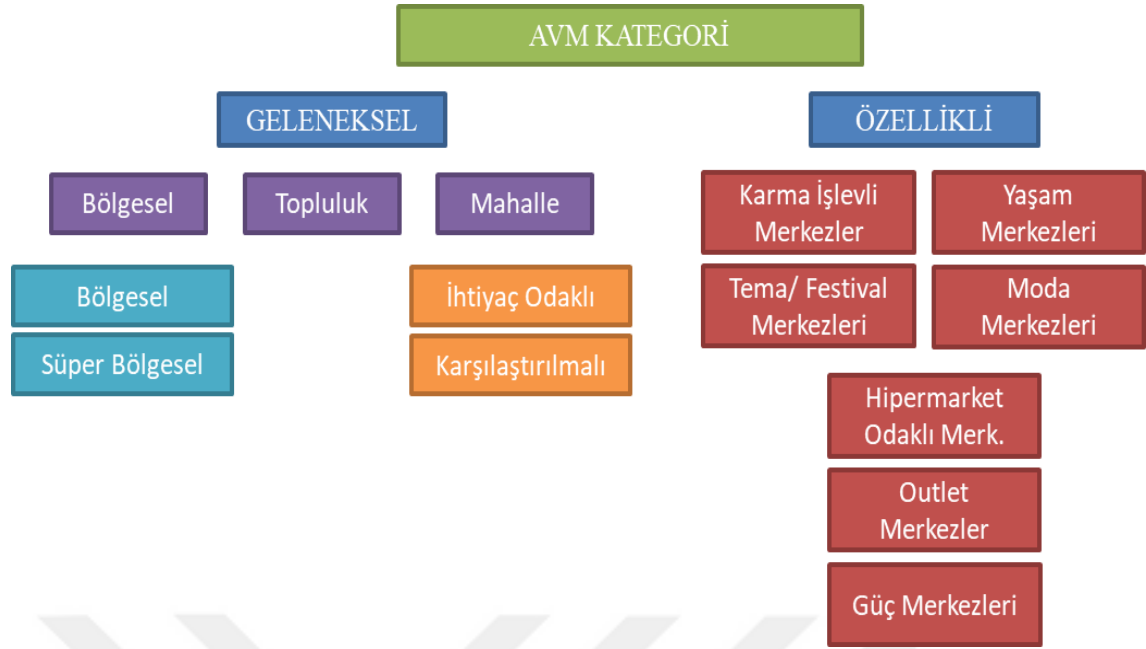 AVM KATEGORİ
GELENEKSEL
ÖZELLİKLİ
Bölgesel
Topluluk
Mahalle
Bölgesel
Süper Bölgesel
İhtiyaç Odaklı
Karşılaştırılmalı
Karma İşlevli
Merkezler
Yaşam
Merkezleri
Tema/ Festival
Merkezleri
Moda
Merkezleri
Hipermarket
Odaklı Merk.
Outlet
Merkezler
Güç Merkezleri